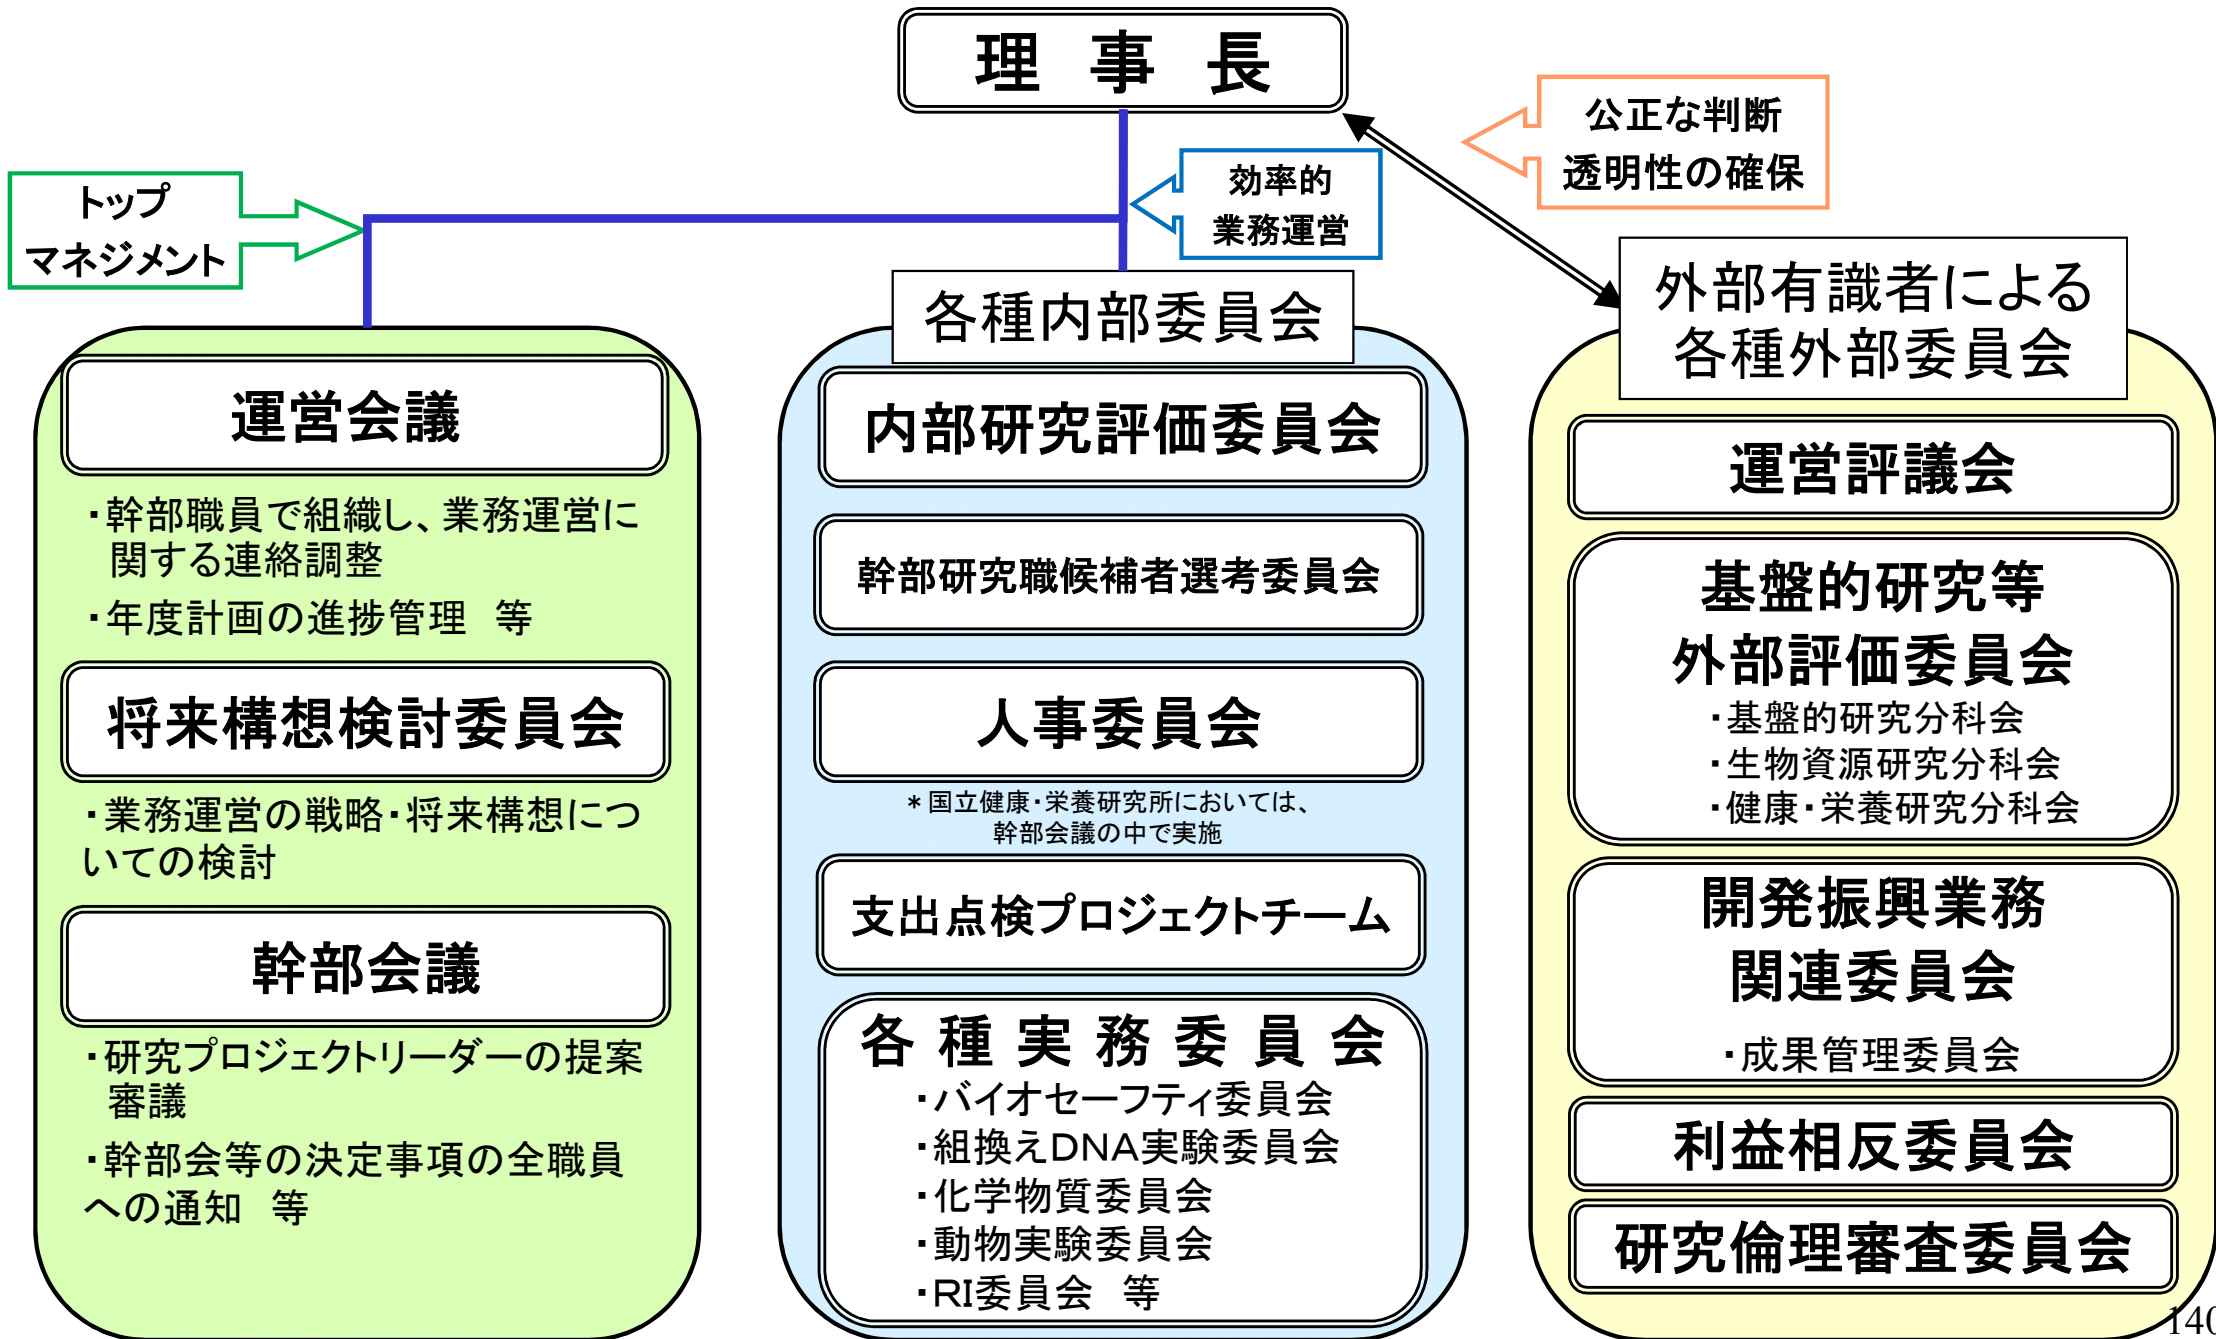 理 事 長
公正な判断
透明性の確保
トップ
マネジメント
効率的
業務運営
運営会議
・幹部職員で組織し、業務運営に
関する連絡調整
・年度計画の進捗管理 等
将来構想検討委員会
・業務運営の戦略・将来構想につ
いての検討
幹部会議
・研究プロジェクトリーダーの提案
審議
・幹部会等の決定事項の全職員
への通知 等
各種内部委員会
内部研究評価委員会
幹部研究職候補者選考委員会
人事委員会
＊国立健康・栄養研究所においては、
幹部会議の中で実施
支出点検プロジェクトチーム
各 種 実 務 委 員 会
・バイオセーフティ委員会
・組換えDNA実験委員会
・化学物質委員会
・動物実験委員会
・RI委員会 等
外部有識者による
各種外部委員会
運営評議会
基盤的研究等
外部評価委員会
・基盤的研究分科会
・生物資源研究分科会
・健康・栄養研究分科会
開発振興業務
関連委員会
・成果管理委員会
利益相反委員会
研究倫理審査委員会
140